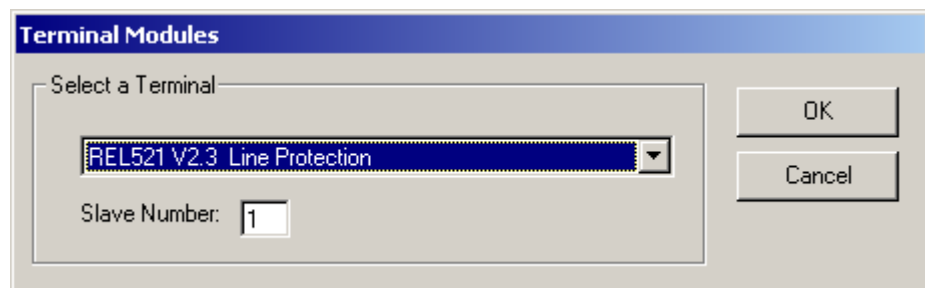 Terminal Modules
Select a Terminal
REL521 V2.3  Line Protection
Slave Number: 1
OK
Cancel